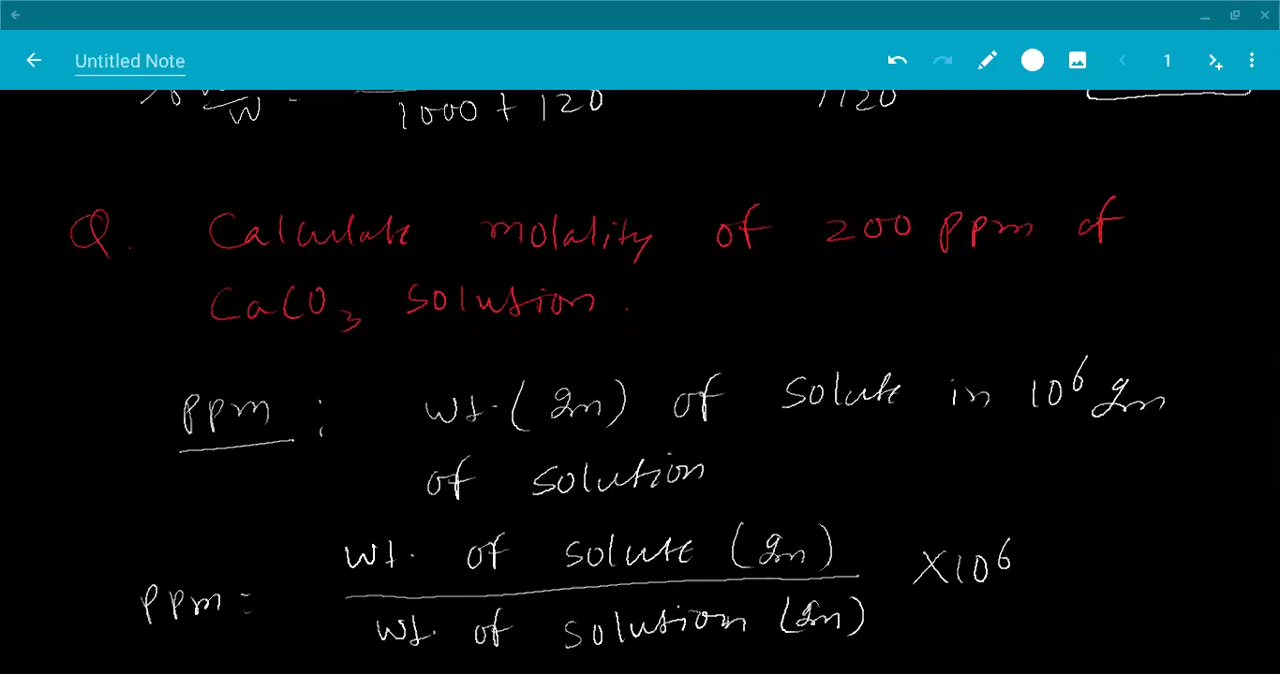 Untitled Note
1
W
1000 + 120
1120
Q. Calculate molality of 200 ppm of
CaCO3 solution.
ppm : wt. (gm) of solute in 10^6 gm
of solution
wt. of solute (gm)
ppm = ———— X10^6
wt. of solution (gm)